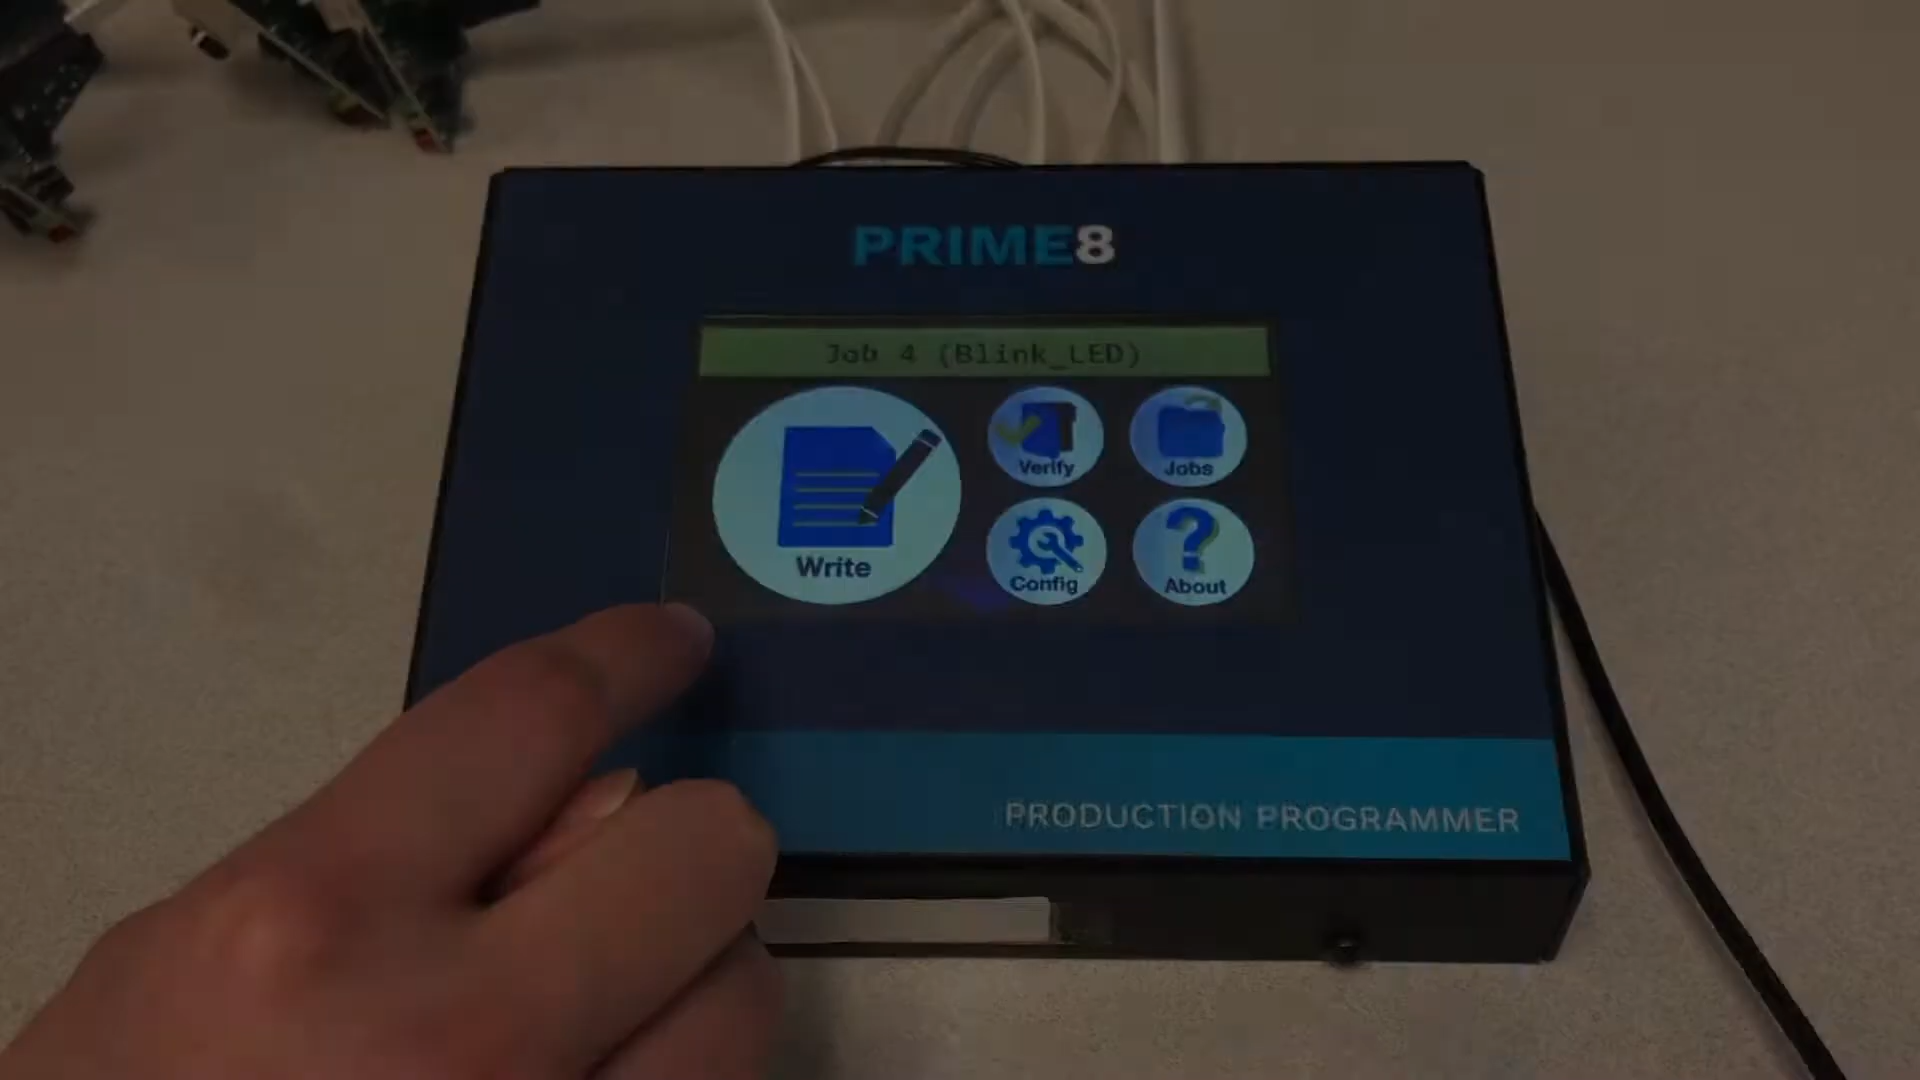 PRIME8
Job 4 (Blink_LED)
Write
Verify
Jobs
Config
About
PRODUCTION PROGRAMMER